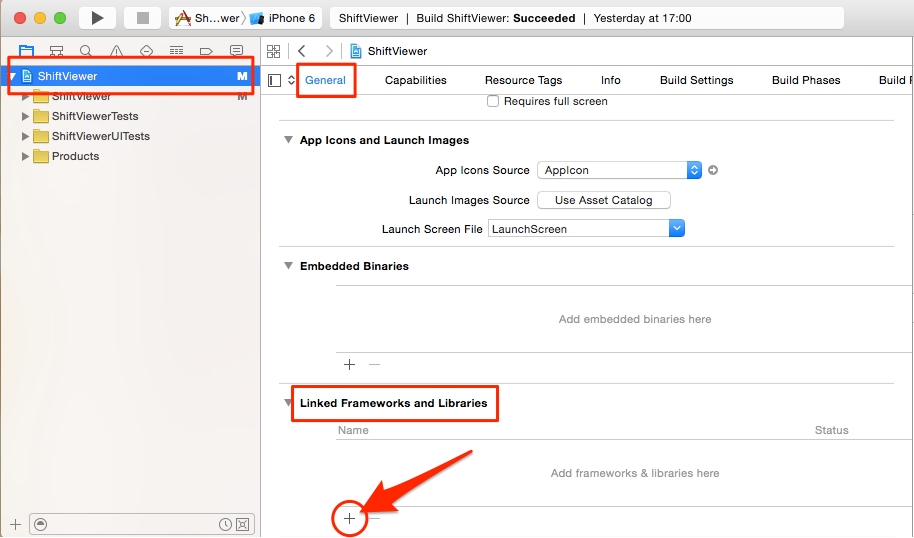 Sh...wer iPhone 6 ShiftViewer | Build ShiftViewer: Succeeded | Yesterday at 17:00
ShiftViewer
ShiftViewer M
General Capabilities Resource Tags Info Build Settings Build Phases Build
ShiftViewer M
Requires full screen
ShiftViewerTests
ShiftViewerUITests
Products
App Icons and Launch Images
App Icons Source AppIcon
Launch Images Source Use Asset Catalog
Launch Screen File LaunchScreen
Embedded Binaries
Add embedded binaries here
Linked Frameworks and Libraries
Name Status
Add frameworks & libraries here